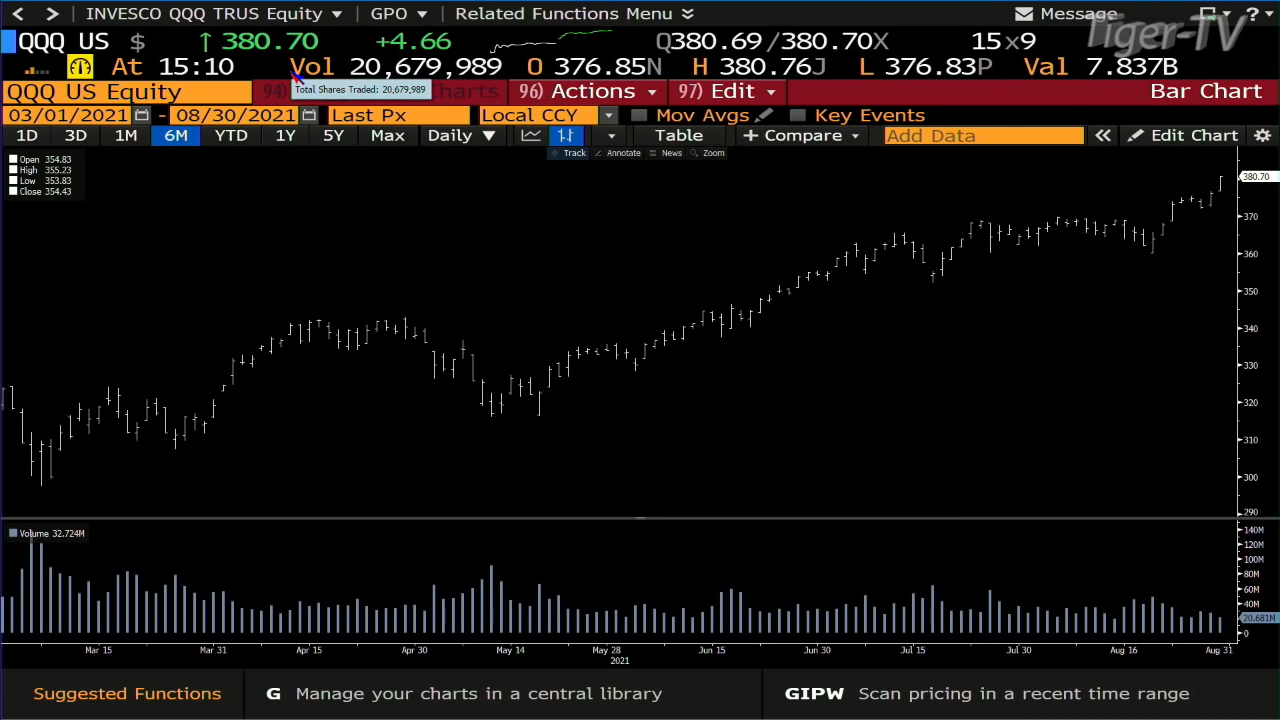 INVESCO QQQ TRUS Equity GPO Related Functions Menu Message ?
Tiger-TV
QQQ US $ ↑ 380.70 +4.66 Q380.69/380.70X 15x9
At 15:10 Vol 20,679,989 O 376.85N H 380.76J L 376.83P Val 7.837B
Total Shares Traded: 20,679,989
QQQ US Equity 94) Charts 96) Actions 97) Edit Bar Chart
03/01/2021 - 08/30/2021 Last Px Local CCY Mov Avgs Key Events
1D 3D 1M 6M YTD 1Y 5Y Max Daily ▼ Table + Compare Add Data « Edit Chart
Track Annotate News Zoom
Open 354.83
High 355.23
Low 353.83
Close 354.43
380.70
370
360
350
340
330
320
310
300
290
Volume 32.724M
140M
120M
100M
80M
60M
40M
20.681M
0
Mar 15 Mar 31 Apr 15 Apr 30 May 14 May 28 Jun 15 Jun 30 Jul 15 Jul 30 Aug 16 Aug 31
2021
Suggested Functions G Manage your charts in a central library GIPW Scan pricing in a recent time range